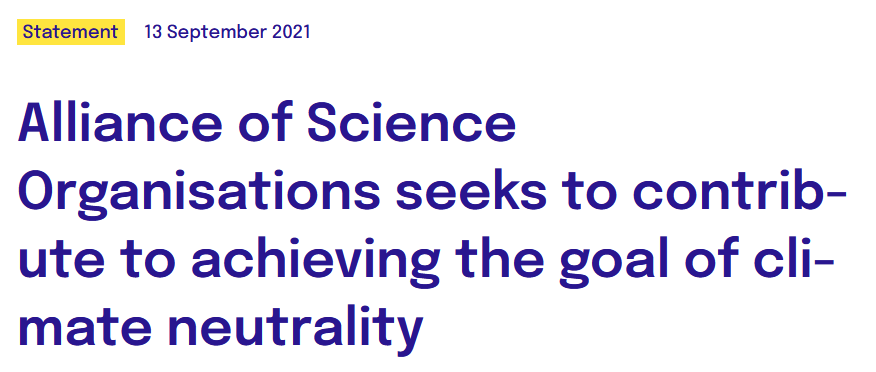 Statement 13 September 2021
Alliance of Science
Organisations seeks to contrib-
ute to achieving the goal of cli-
mate neutrality